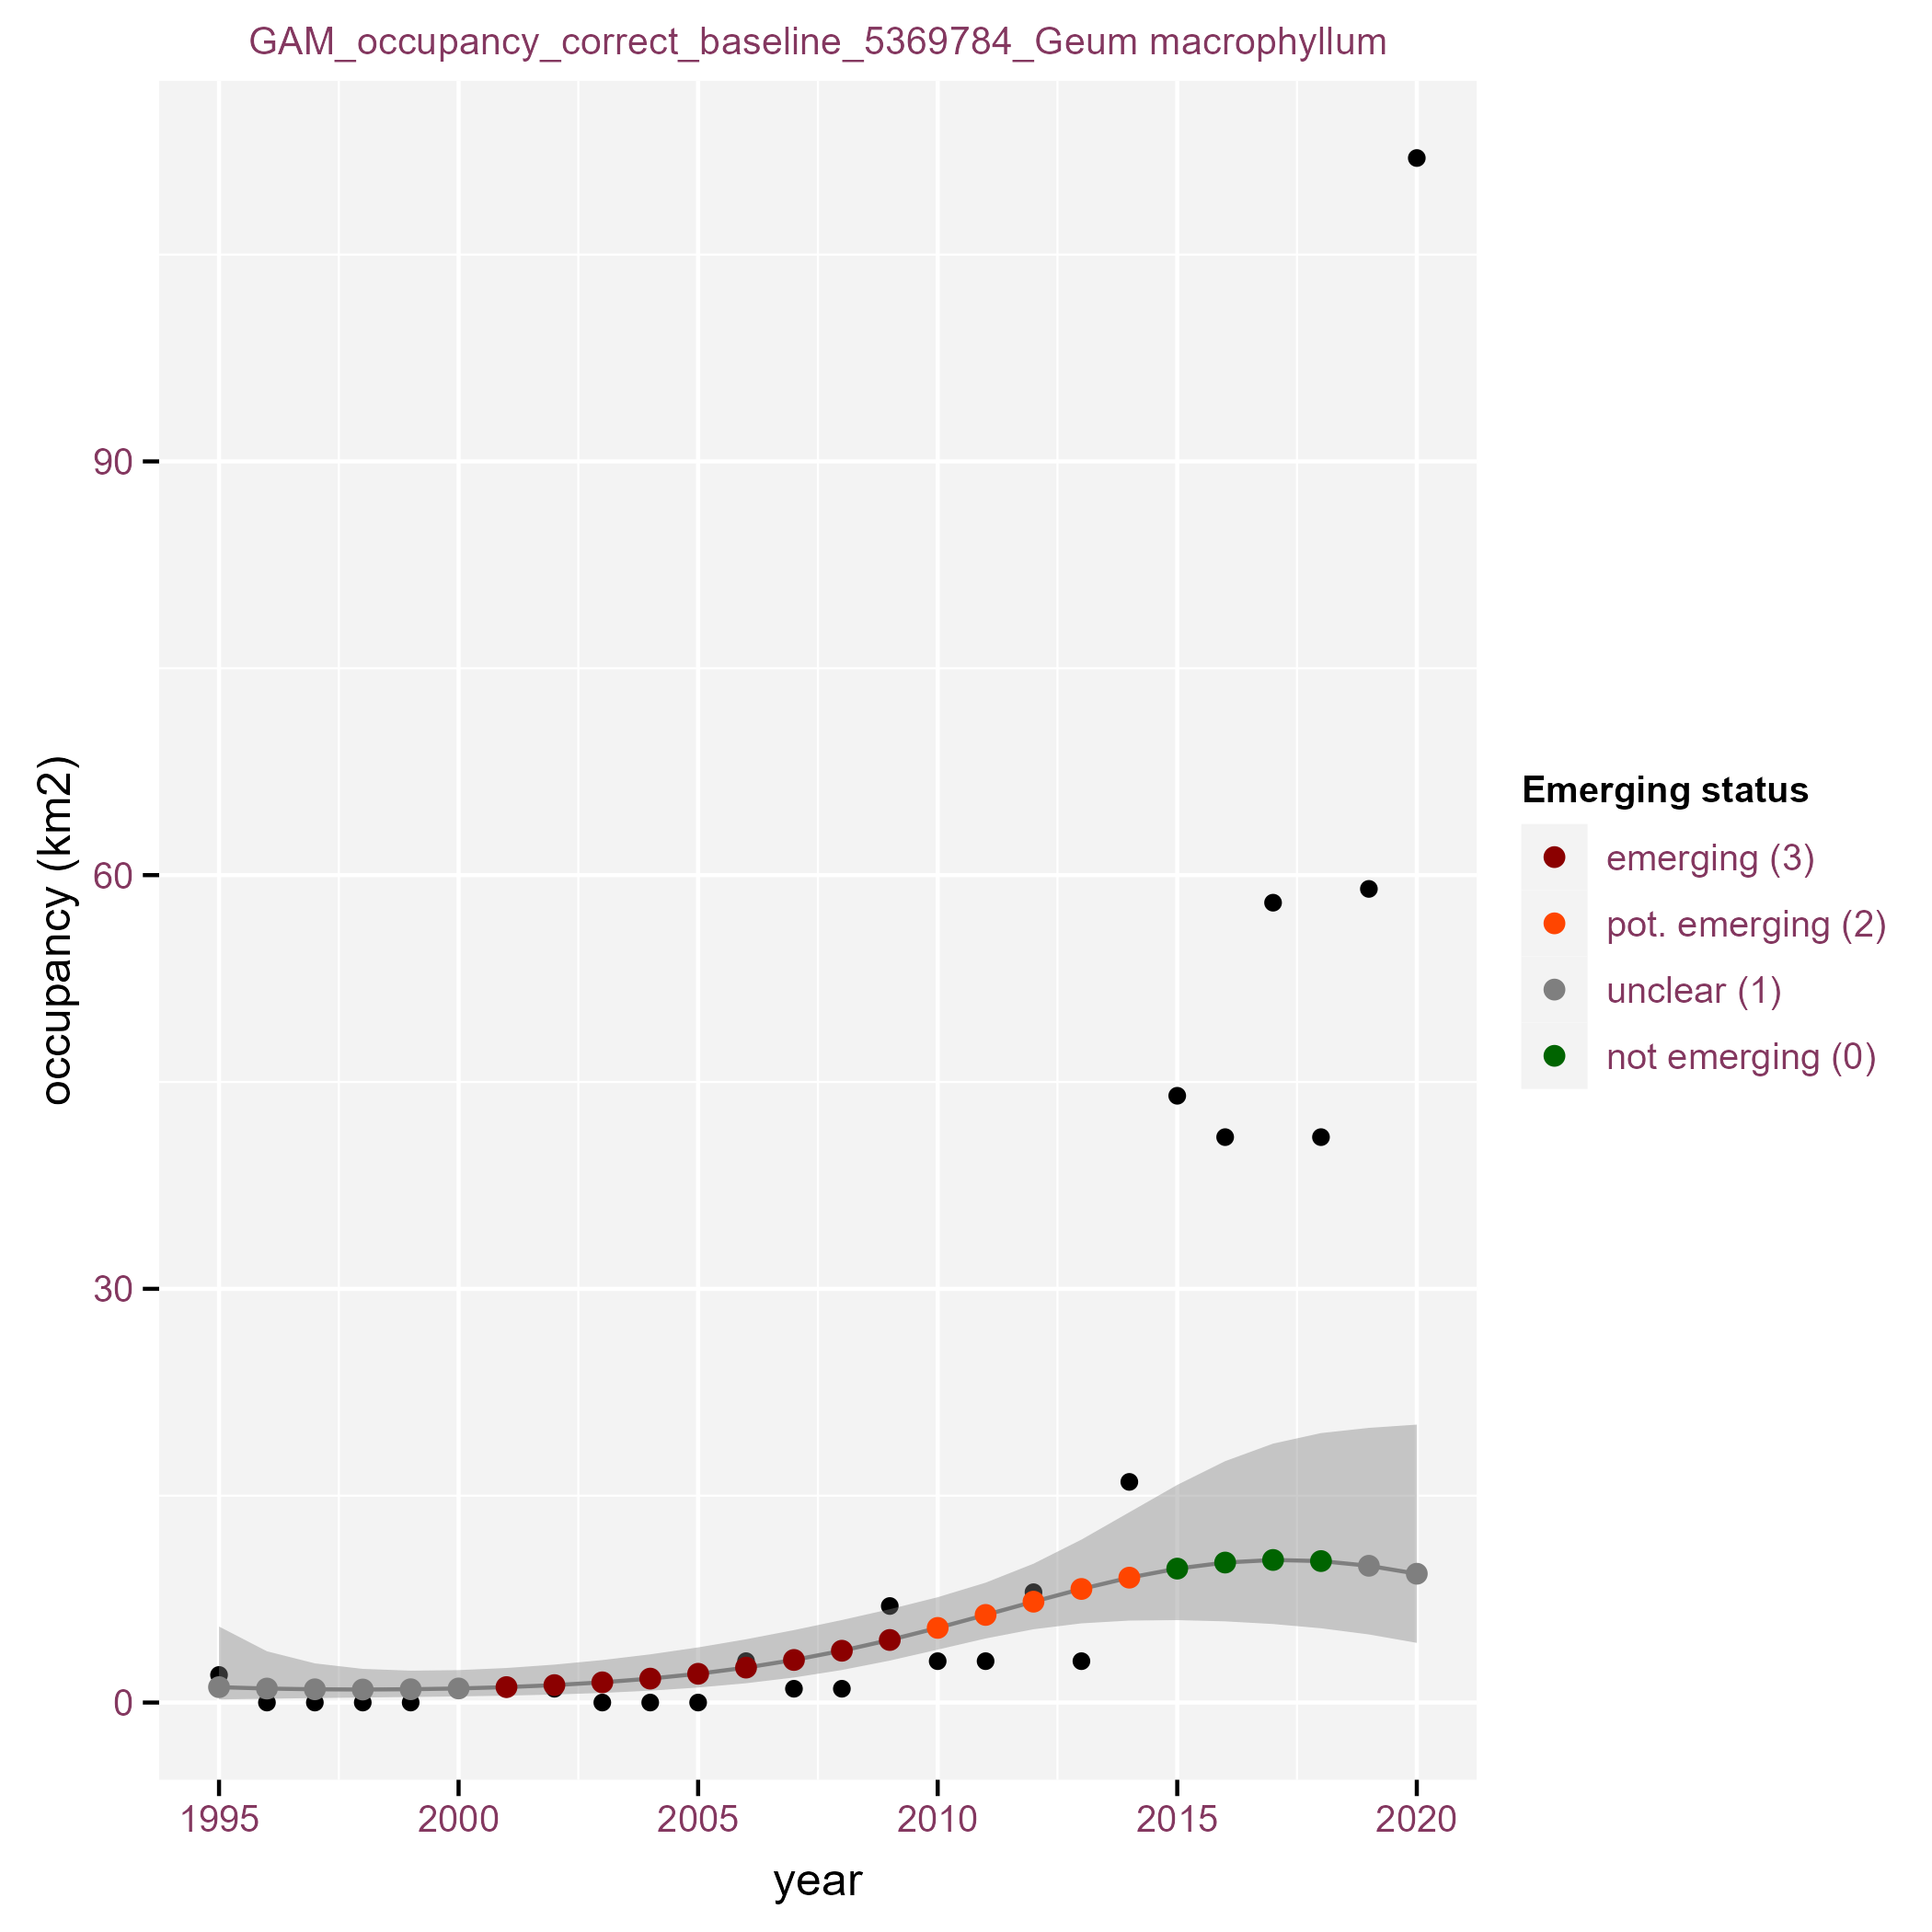 GAM_occupancy_correct_baseline_5369784_Geum macrophyllum
occupancy (km2)
90
60
30
0
1995 2000 2005 2010 2015 2020
year
Emerging status
emerging (3)
pot. emerging (2)
unclear (1)
not emerging (0)